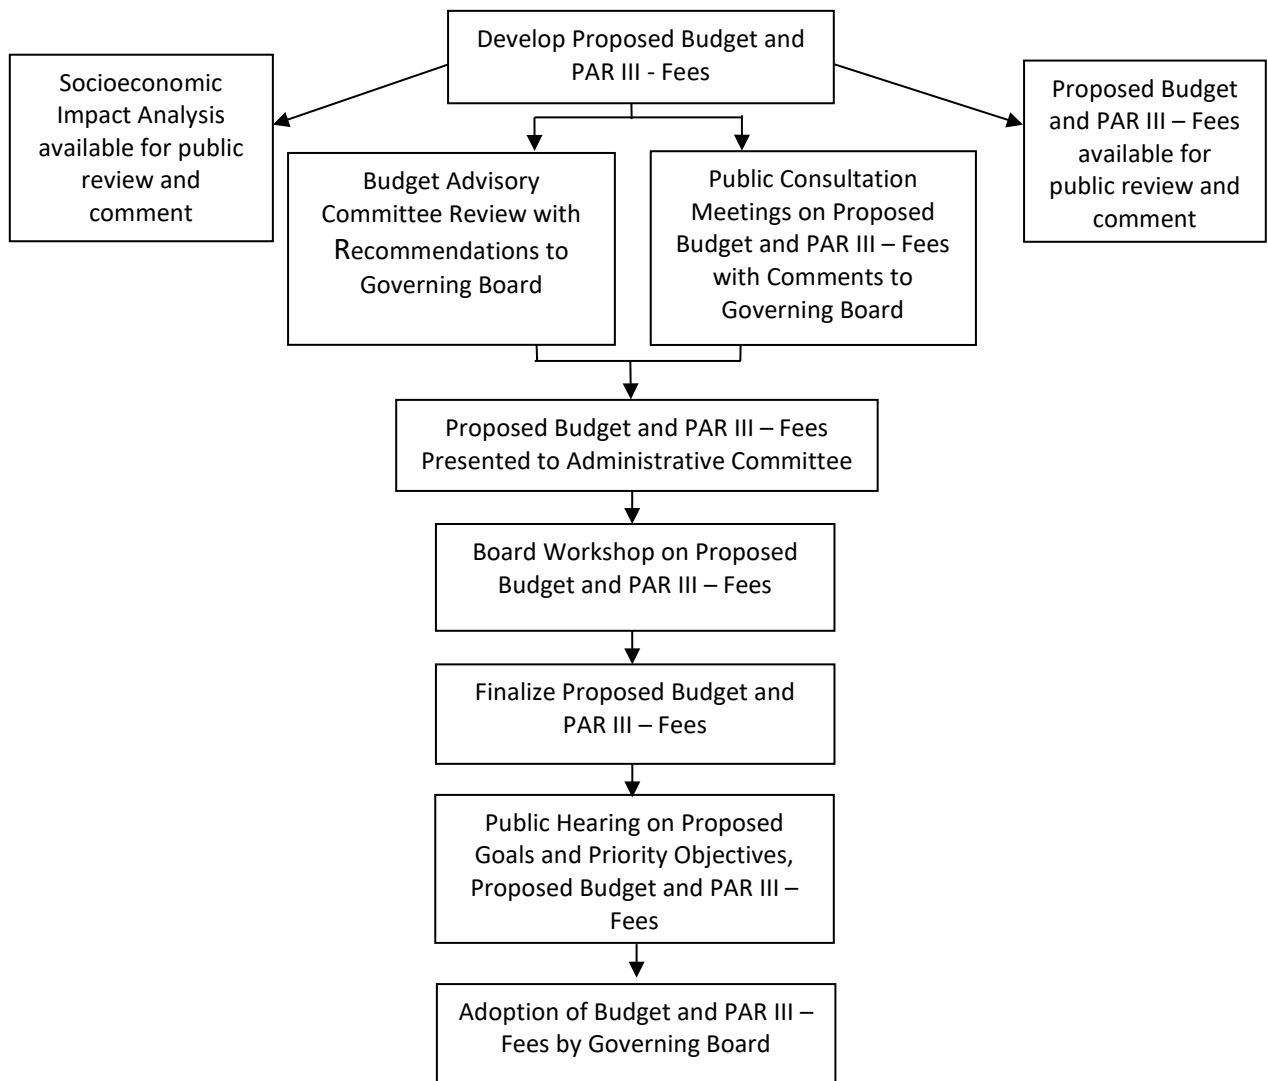 Develop Proposed Budget and
PAR III - Fees
Socioeconomic
Impact Analysis
available for public
review and
comment
Budget Advisory
Committee Review with
Recommendations to
Governing Board
Public Consultation
Meetings on Proposed
Budget and PAR III – Fees
with Comments to
Governing Board
Proposed Budget
and PAR III – Fees
available for
public review and
comment
Proposed Budget and PAR III – Fees
Presented to Administrative Committee
Board Workshop on Proposed
Budget and PAR III – Fees
Finalize Proposed Budget and
PAR III – Fees
Public Hearing on Proposed
Goals and Priority Objectives,
Proposed Budget and PAR III –
Fees
Adoption of Budget and PAR III –
Fees by Governing Board